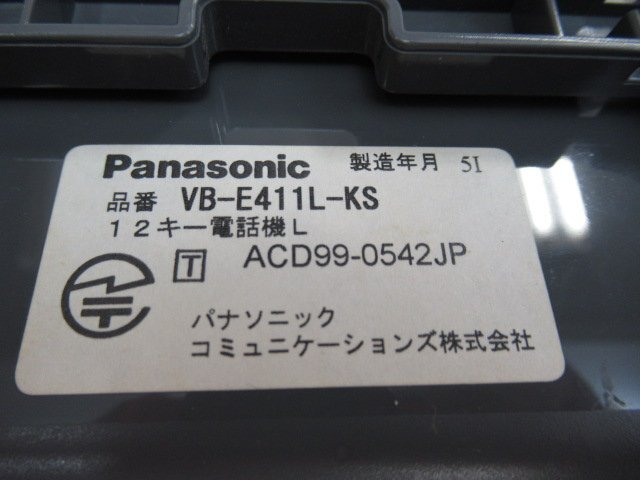 Panasonic 製造年月 5I
品番 VB-E411L-KS
12キー電話機L
T ACD99-0542JP
パナソニック
コミュニケーションズ株式会社